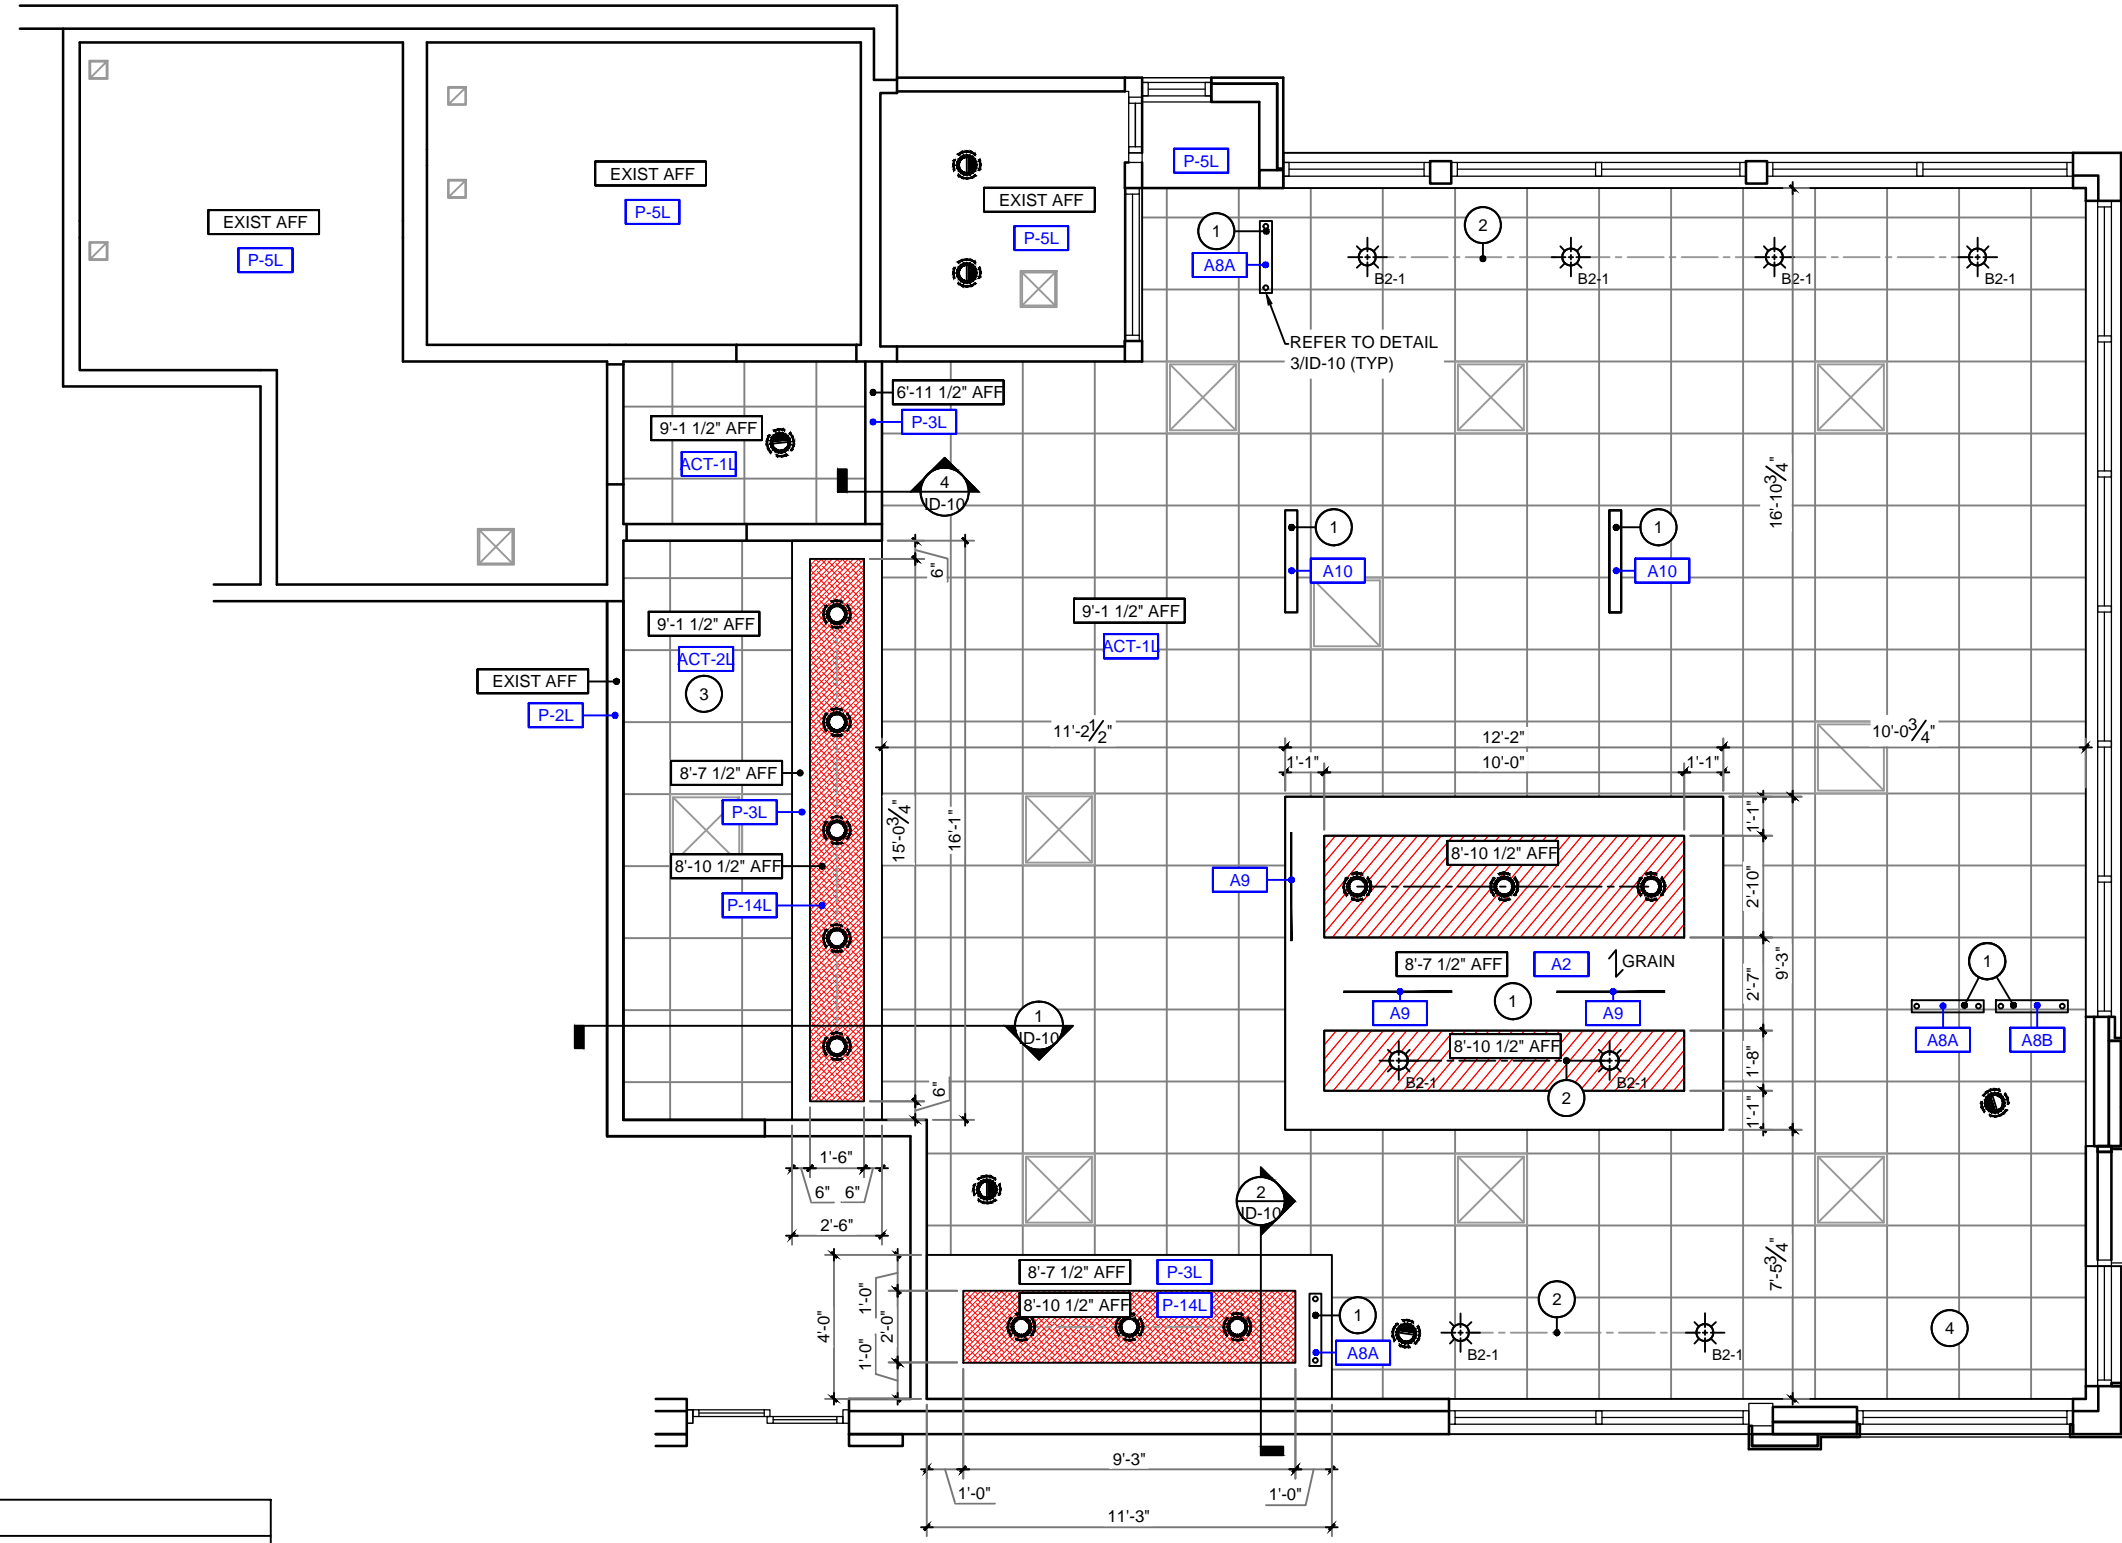 EXIST AFF
P-5L
EXIST AFF
P-5L
EXIST AFF
P-5L
P-5L
1
A8A
2
B2-1
B2-1
B2-1
B2-1
REFER TO DETAIL
3/ID-10 (TYP)
6'-11 1/2" AFF
P-3L
9'-1 1/2" AFF
ACT-1L
4
ID-10
16'-10 3/4"
1
A10
1
A10
6"
9'-1 1/2" AFF
ACT-2L
3
9'-1 1/2" AFF
ACT-1L
EXIST AFF
P-2L
11'-2 1/2"
12'-2"
10'-0 3/4"
1'-1"
10'-0"
1'-1"
8'-7 1/2" AFF
P-3L
15'-0 3/4"
16'-1"
8'-10 1/2" AFF
P-14L
1'-1"
8'-10 1/2" AFF
A9
2'-10"
8'-7 1/2" AFF
A2
GRAIN
2'-7"
9'-3"
1
A9
A9
1
1
ID-10
8'-10 1/2" AFF
B2-1
B2-1
2
1'-8"
1'-1"
A8A
A8B
6"
1'-6"
6"
6"
2'-6"
2
ID-10
4'-0"
1'-0"
2'-0"
1'-0"
8'-7 1/2" AFF
P-3L
8'-10 1/2" AFF
P-14L
1
A8A
2
B2-1
B2-1
7'-5 3/4"
4
9'-3"
1'-0"
1'-0"
11'-3"